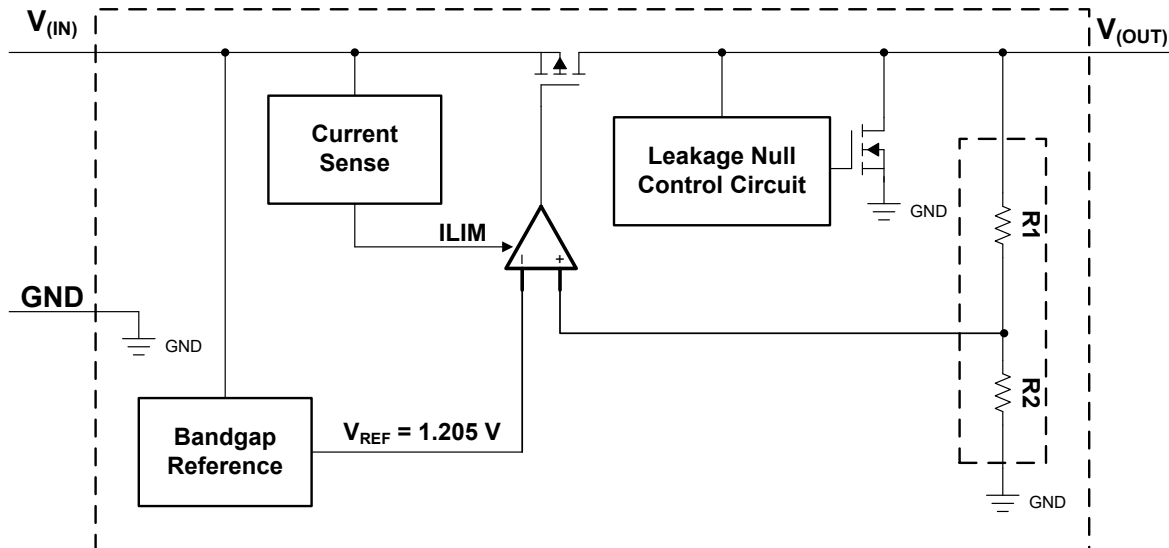 V(IN)
V(OUT)
Current
Sense
Leakage Null
Control Circuit
GND
R1
ILIM
–
+
GND
GND
R2
Bandgap
Reference
VREF = 1.205 V
GND